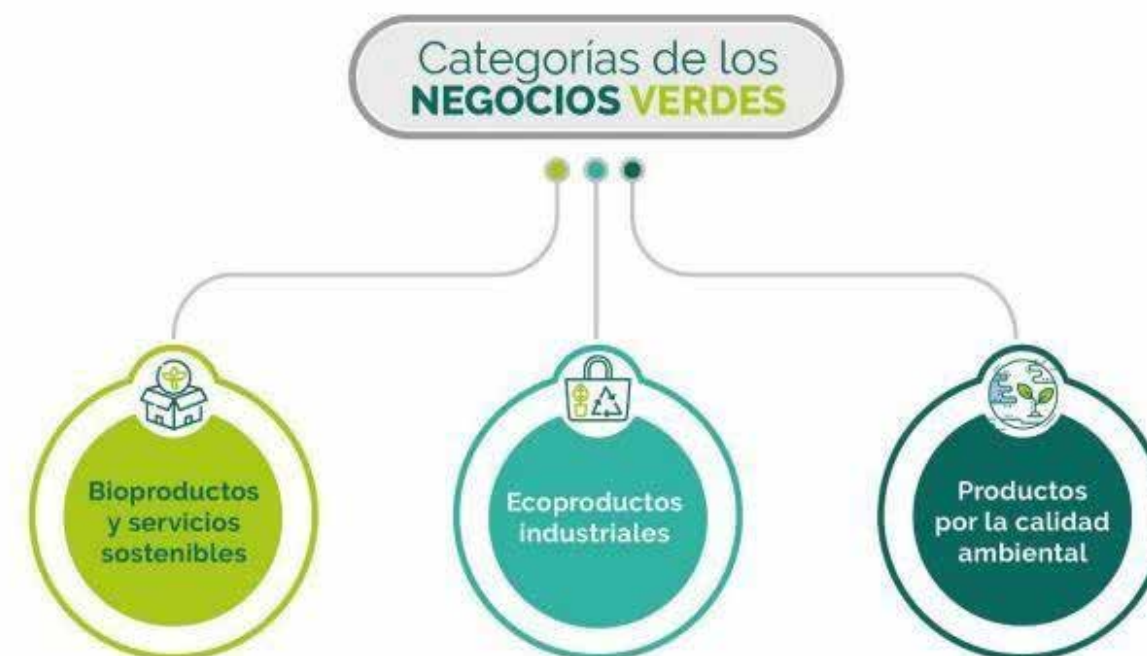 Categorías de los
NEGOCIOS VERDES
Bioproductos
y servicios
sostenibles
Ecoproductos
industriales
Productos
por la calidad
ambiental